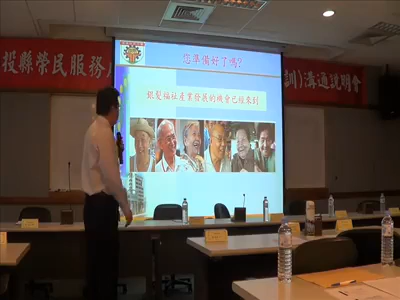 您準備好了嗎?
投縣榮民服務
訓)溝通說明會
銀髮福祉產業發展的機會已經來到